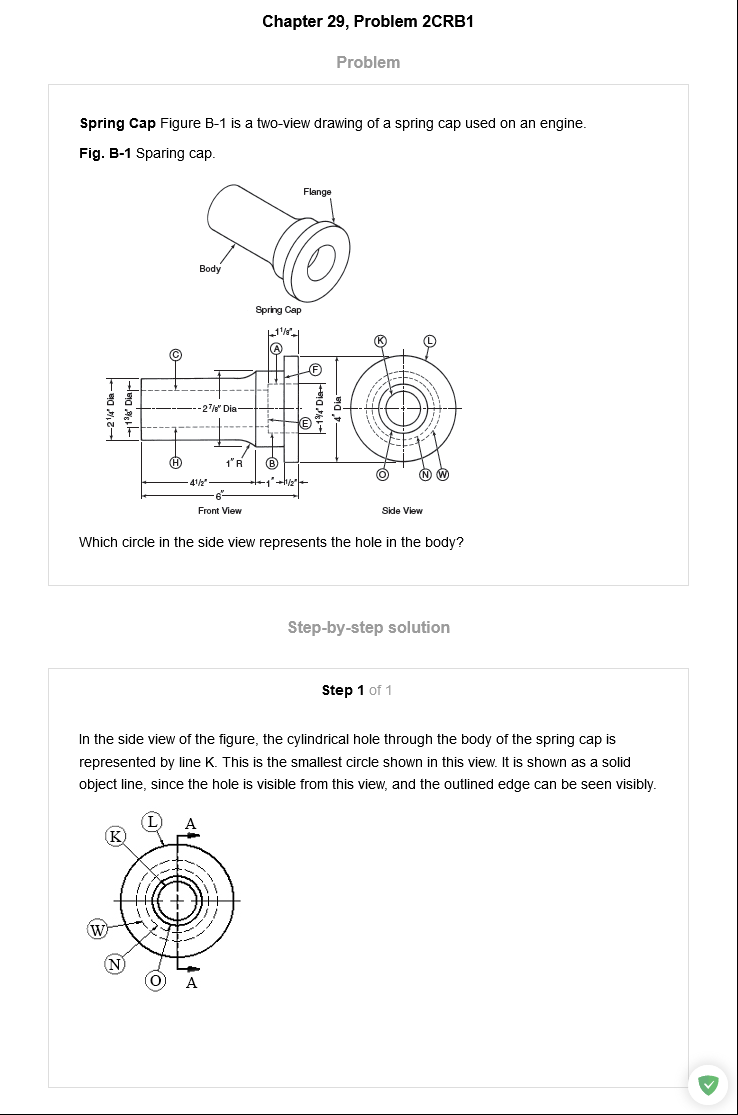 Chapter 29, Problem 2CRB1
Problem
Spring Cap Figure B-1 is a two-view drawing of a spring cap used on an engine.
Fig. B-1 Sparing cap.
Flange
Body
Spring Cap
1 1/8"
K
L
C
A
F
2 1/4" Dia
1 3/8" Dia
2 7/8" Dia
E
1 3/4" Dia
4" Dia
H
1" R
B
O
N
W
4 1/2"
1"
1/2"
6"
Front View
Side View
Which circle in the side view represents the hole in the body?
Step-by-step solution
Step 1 of 1
In the side view of the figure, the cylindrical hole through the body of the spring cap is
represented by line K. This is the smallest circle shown in this view. It is shown as a solid
object line, since the hole is visible from this view, and the outlined edge can be seen visibly.
L
A
K
W
N
O
A